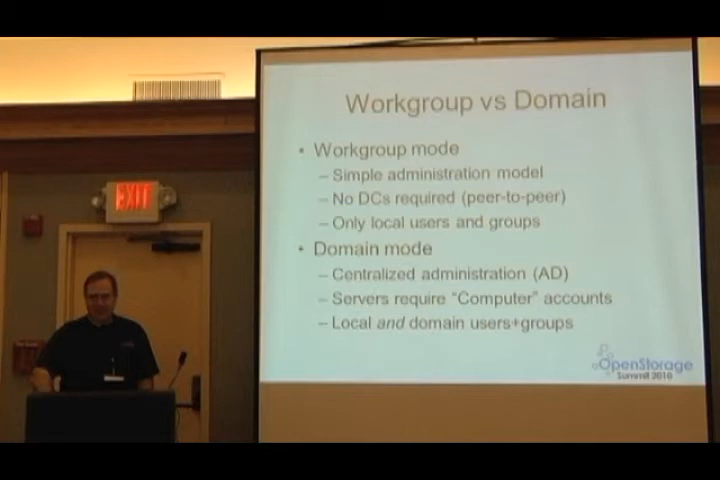 Workgroup vs Domain
• Workgroup mode
– Simple administration model
– No DCs required (peer-to-peer)
– Only local users and groups
• Domain mode
– Centralized administration (AD)
– Servers require “Computer” accounts
– Local and domain users+groups
OpenStorage
Summit 2010
EXIT